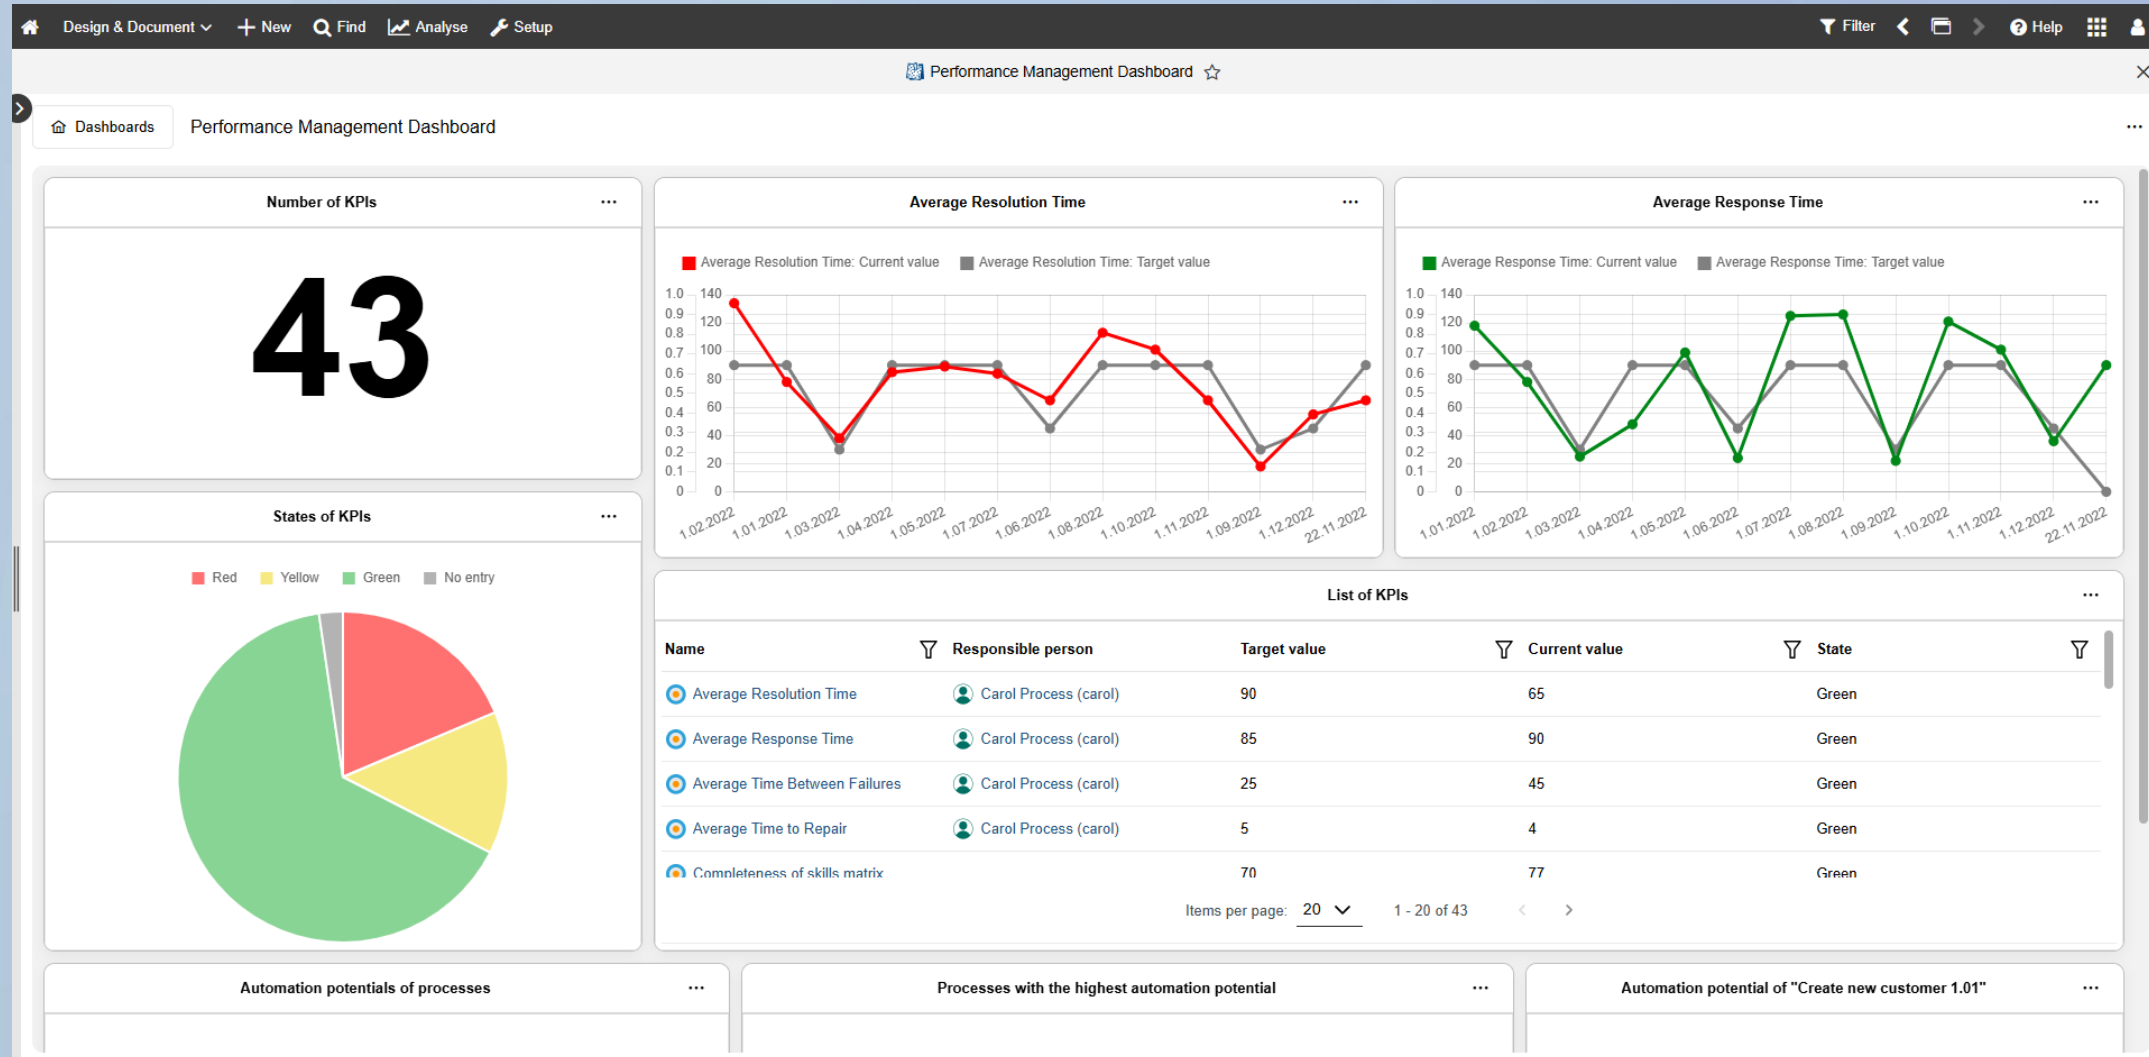 Design & Document New Find Analyse Setup Filter Help
Performance Management Dashboard
Dashboards Performance Management Dashboard
Number of KPIs
43
Average Resolution Time
Average Resolution Time: Current value Average Resolution Time: Target value
1.0 140
0.9
120
0.8
0.7 100
0.6
80
0.5
0.4 60
0.3 40
0.2
20
0.1
0 0
1.02.2022 1.01.2022 1.03.2022 1.04.2022 1.05.2022 1.07.2022 1.06.2022 1.08.2022 1.10.2022 1.11.2022 1.09.2022 1.12.2022 22.11.2022
Average Response Time
Average Response Time: Current value Average Response Time: Target value
1.0 140
0.9
120
0.8
0.7 100
0.6
80
0.5
0.4 60
0.3 40
0.2
20
0.1
0 0
1.01.2022 1.02.2022 1.03.2022 1.04.2022 1.05.2022 1.06.2022 1.07.2022 1.08.2022 1.09.2022 1.10.2022 1.11.2022 1.12.2022 22.11.2022
States of KPIs
Red Yellow Green No entry
List of KPIs
Name Responsible person Target value Current value State
Average Resolution Time Carol Process (carol) 90 65 Green
Average Response Time Carol Process (carol) 85 90 Green
Average Time Between Failures Carol Process (carol) 25 45 Green
Average Time to Repair Carol Process (carol) 5 4 Green
Completeness of skills matrix 70 77 Green
Items per page: 20 1 - 20 of 43
Automation potentials of processes
Processes with the highest automation potential
Automation potential of "Create new customer 1.01"